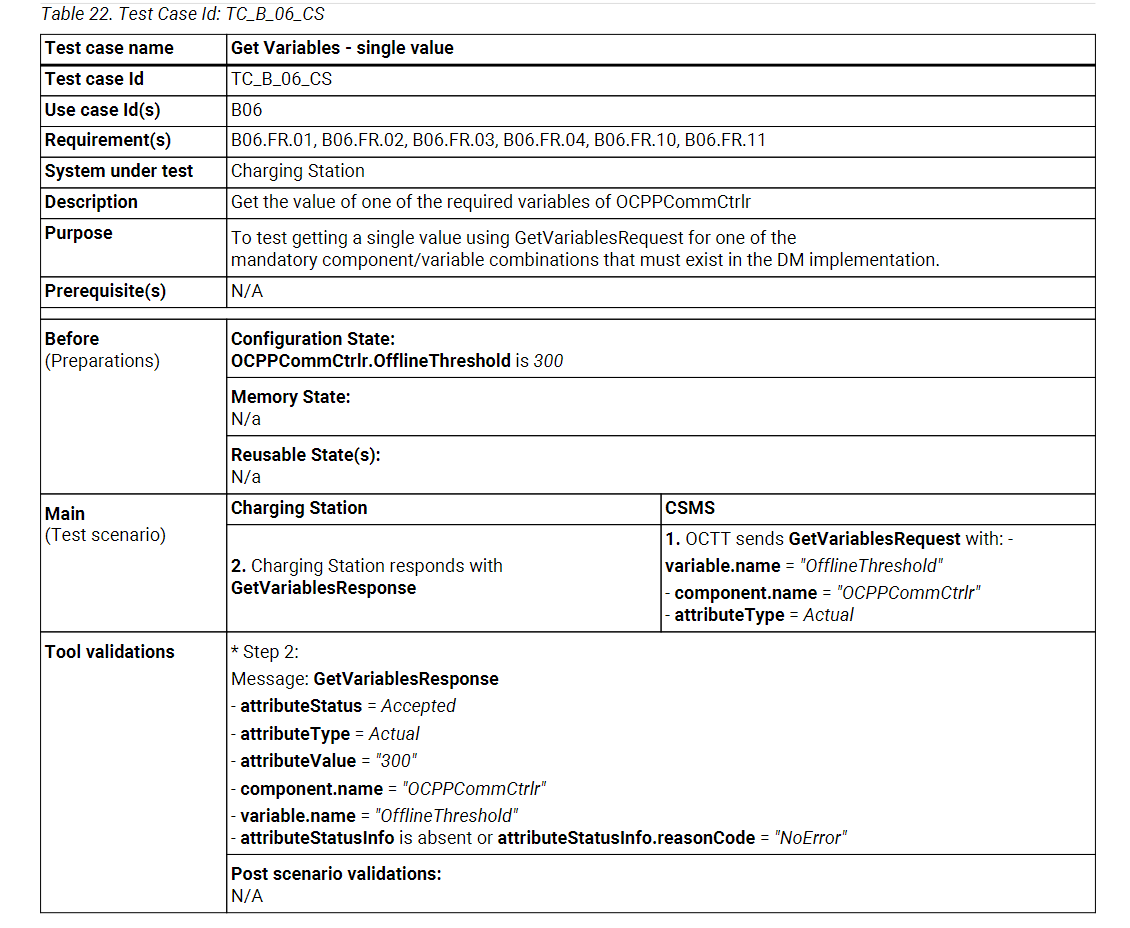 Table 22. Test Case Id: TC_B_06_CS
Test case name Get Variables - single value
Test case Id TC_B_06_CS
Use case Id(s) B06
Requirement(s) B06.FR.01, B06.FR.02, B06.FR.03, B06.FR.04, B06.FR.10, B06.FR.11
System under test Charging Station
Description Get the value of one of the required variables of OCPPCommCtrlr
Purpose To test getting a single value using GetVariablesRequest for one of the
mandatory component/variable combinations that must exist in the DM implementation.
Prerequisite(s) N/A
Before
(Preparations)
Configuration State:
OCPPCommCtrlr.OfflineThreshold is 300
Memory State:
N/a
Reusable State(s):
N/a
Main
(Test scenario)
Charging Station CSMS
1. OCTT sends GetVariablesRequest with: -
variable.name = "OfflineThreshold"
- component.name = "OCPPCommCtrlr"
- attributeType = Actual
2. Charging Station responds with
GetVariablesResponse
Tool validations
* Step 2:
Message: GetVariablesResponse
- attributeStatus = Accepted
- attributeType = Actual
- attributeValue = "300"
- component.name = "OCPPCommCtrlr"
- variable.name = "OfflineThreshold"
- attributeStatusInfo is absent or attributeStatusInfo.reasonCode = "NoError"
Post scenario validations:
N/A